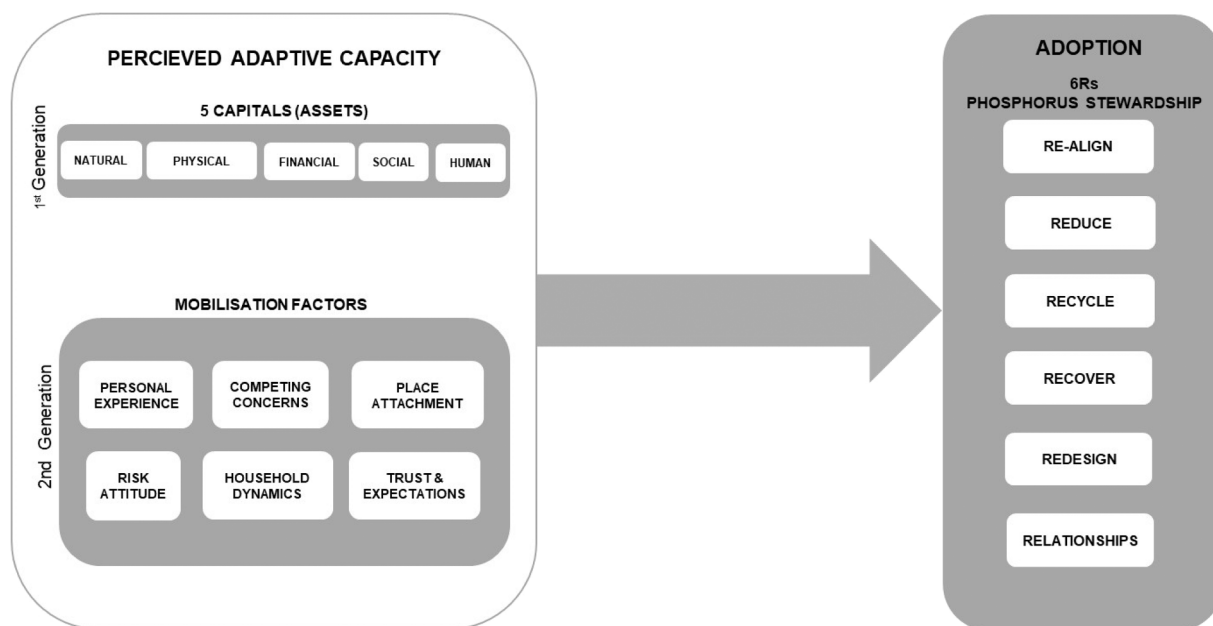 PERCIEVED ADAPTIVE CAPACITY
1st Generation
5 CAPITALS (ASSETS)
NATURAL
PHYSICAL
FINANCIAL
SOCIAL
HUMAN
2nd Generation
MOBILISATION FACTORS
PERSONAL
EXPERIENCE
COMPETING
CONCERNS
PLACE
ATTACHMENT
RISK
ATTITUDE
HOUSEHOLD
DYNAMICS
TRUST &
EXPECTATIONS
ADOPTION
6Rs
PHOSPHORUS STEWARDSHIP
RE-ALIGN
REDUCE
RECYCLE
RECOVER
REDESIGN
RELATIONSHIPS